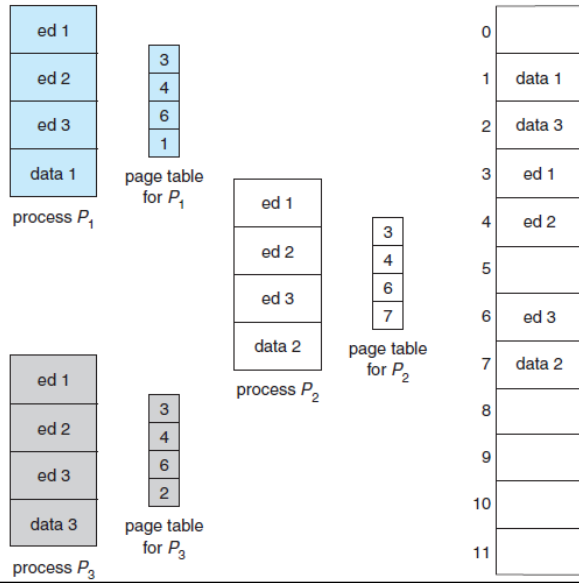 ed 1
ed 2
ed 3
data 1
process P1
3
4
6
1
page table
for P1
ed 1
ed 2
ed 3
data 2
process P2
3
4
6
7
page table
for P2
ed 1
ed 2
ed 3
data 3
process P3
3
4
6
2
page table
for P3
0
1 data 1
2 data 3
3 ed 1
4 ed 2
5
6 ed 3
7 data 2
8
9
10
11